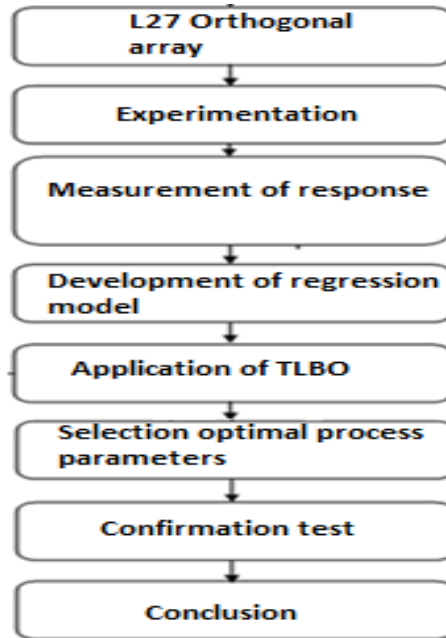 L27 Orthogonal
array
Experimentation
Measurement of response
Development of regression
model
Application of TLBO
Selection optimal process
parameters
Confirmation test
Conclusion